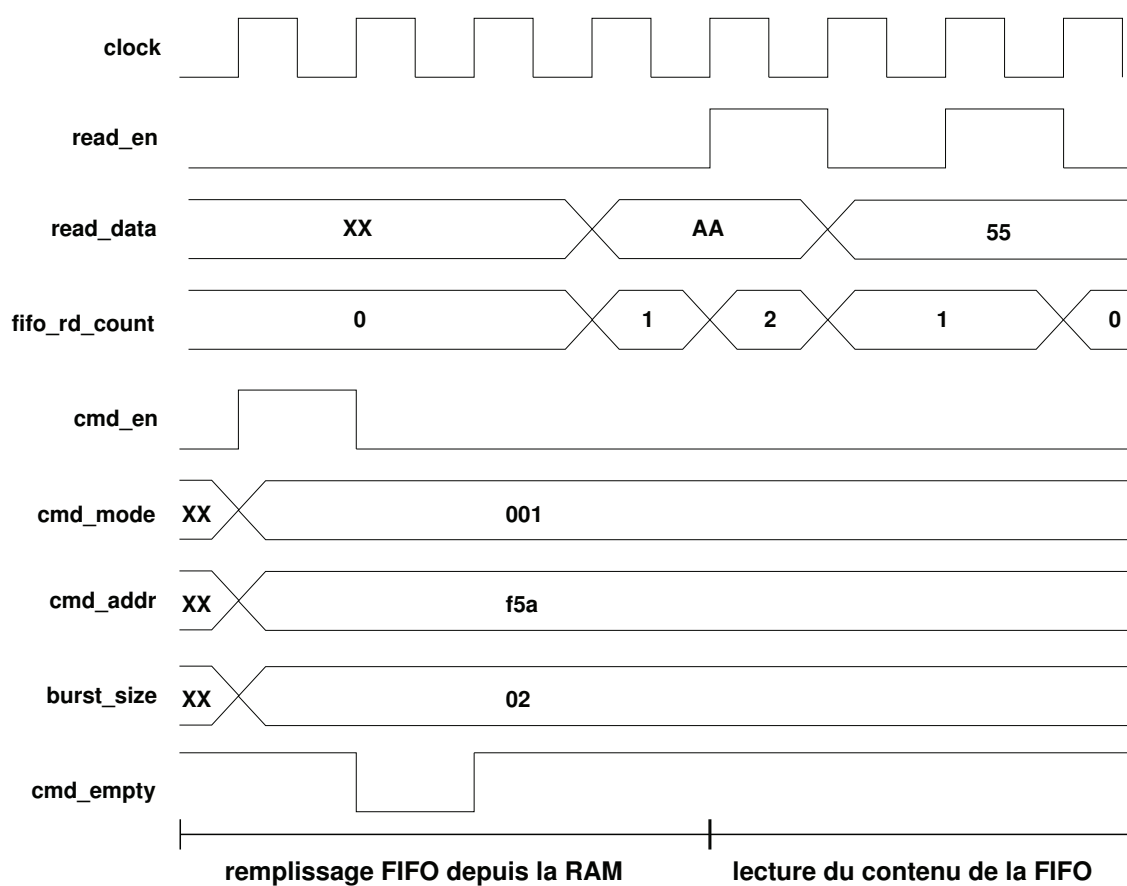 clock
read_en
read_data XX AA 55
fifo_rd_count 0 1 2 1 0
cmd_en
cmd_mode XX 001
cmd_addr XX f5a
burst_size XX 02
cmd_empty
remplissage FIFO depuis la RAM lecture du contenu de la FIFO